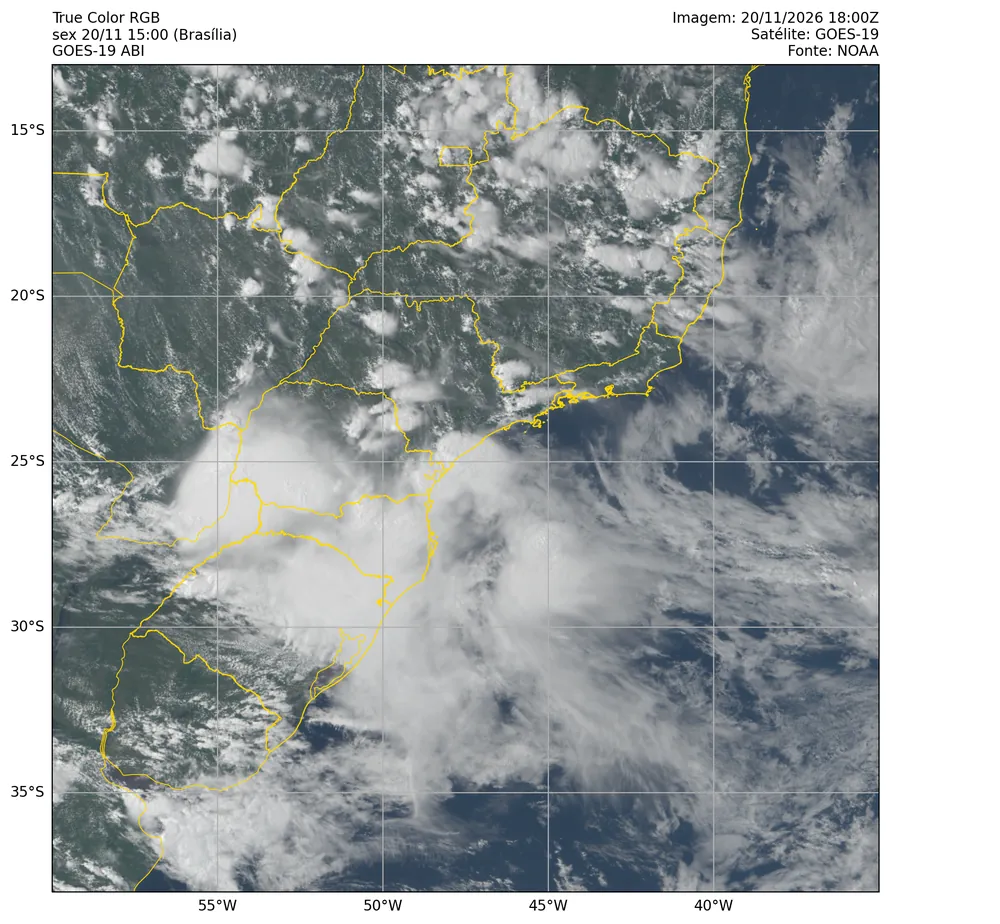 True Color RGB
sex 20/11 15:00 (Brasília)
GOES-19 ABI
Imagem: 20/11/2026 18:00Z
Satélite: GOES-19
Fonte: NOAA
15°S
20°S
25°S
30°S
35°S
55°W
50°W
45°W
40°W